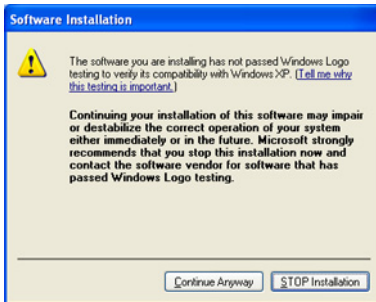 Software Installation
The software you are installing has not passed Windows Logo
testing to verify its compatibility with Windows XP. (Tell me why
this testing is important.)
Continuing your installation of this software may impair
or destabilize the correct operation of your system
either immediately or in the future. Microsoft strongly
recommends that you stop this installation now and
contact the software vendor for software that has
passed Windows Logo testing.
Continue Anyway
STOP Installation